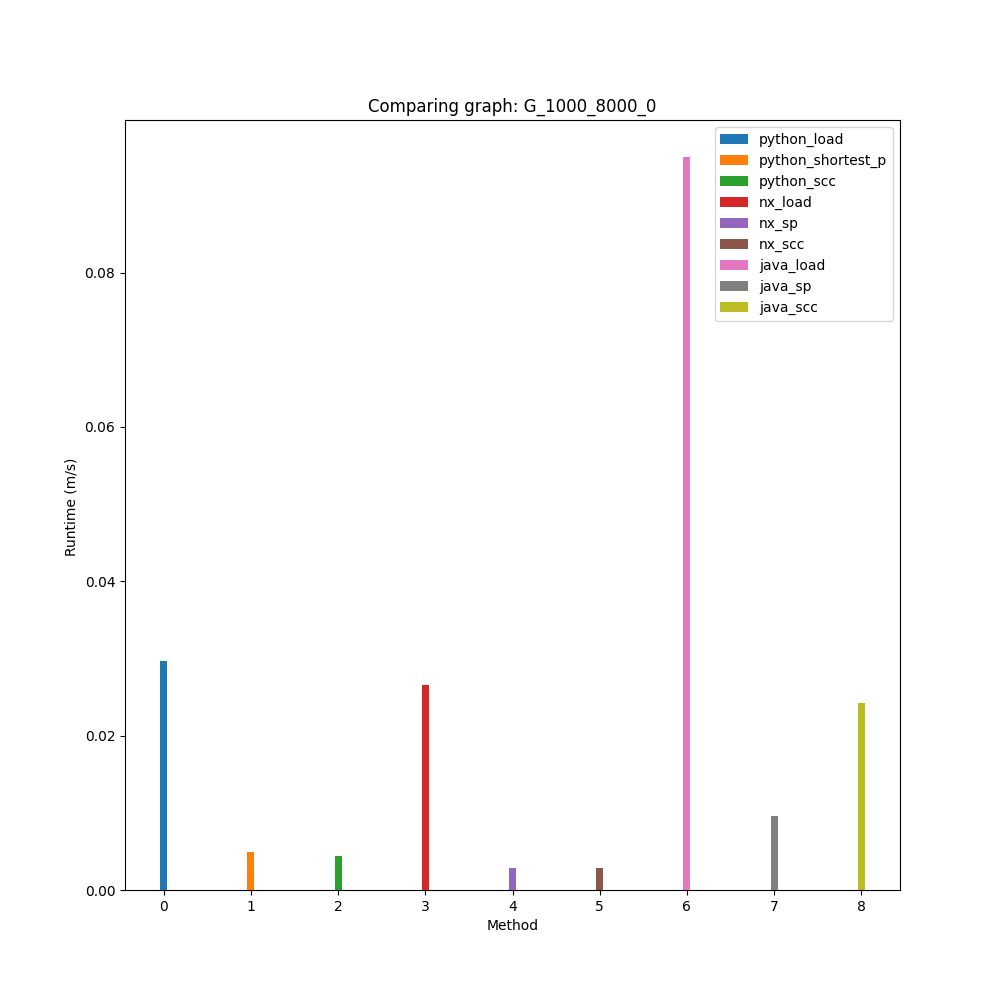 Comparing graph: G_1000_8000_0
python_load
python_shortest_p
python_scc
nx_load
nx_sp
nx_scc
java_load
java_sp
java_scc
0.08
0.06
0.04
0.02
0.00
Runtime (m/s)
0 1 2 3 4 5 6 7 8
Method